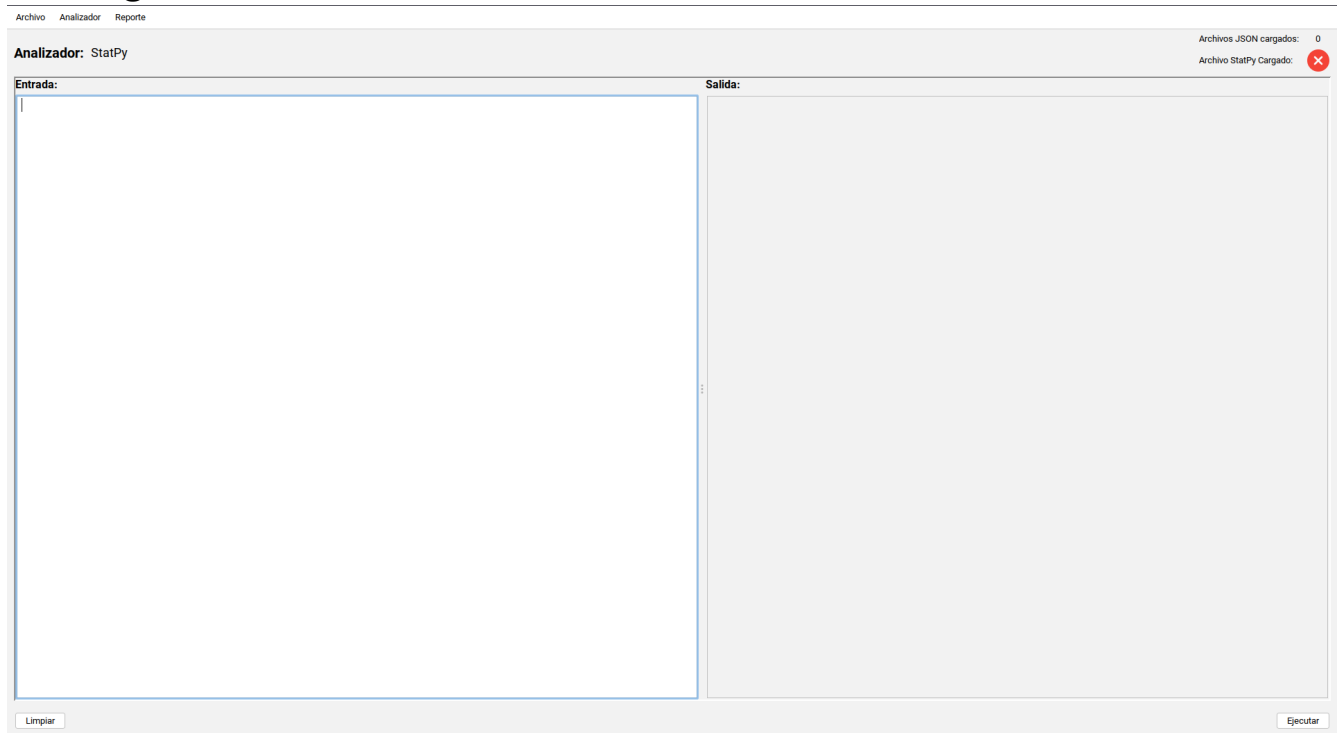 Archivo Analizador Reporte
Analizador: StatPy
Archivos JSON cargados: 0
Archivo StatPy Cargado:
Entrada:
Salida:
Limpiar
Ejecutar